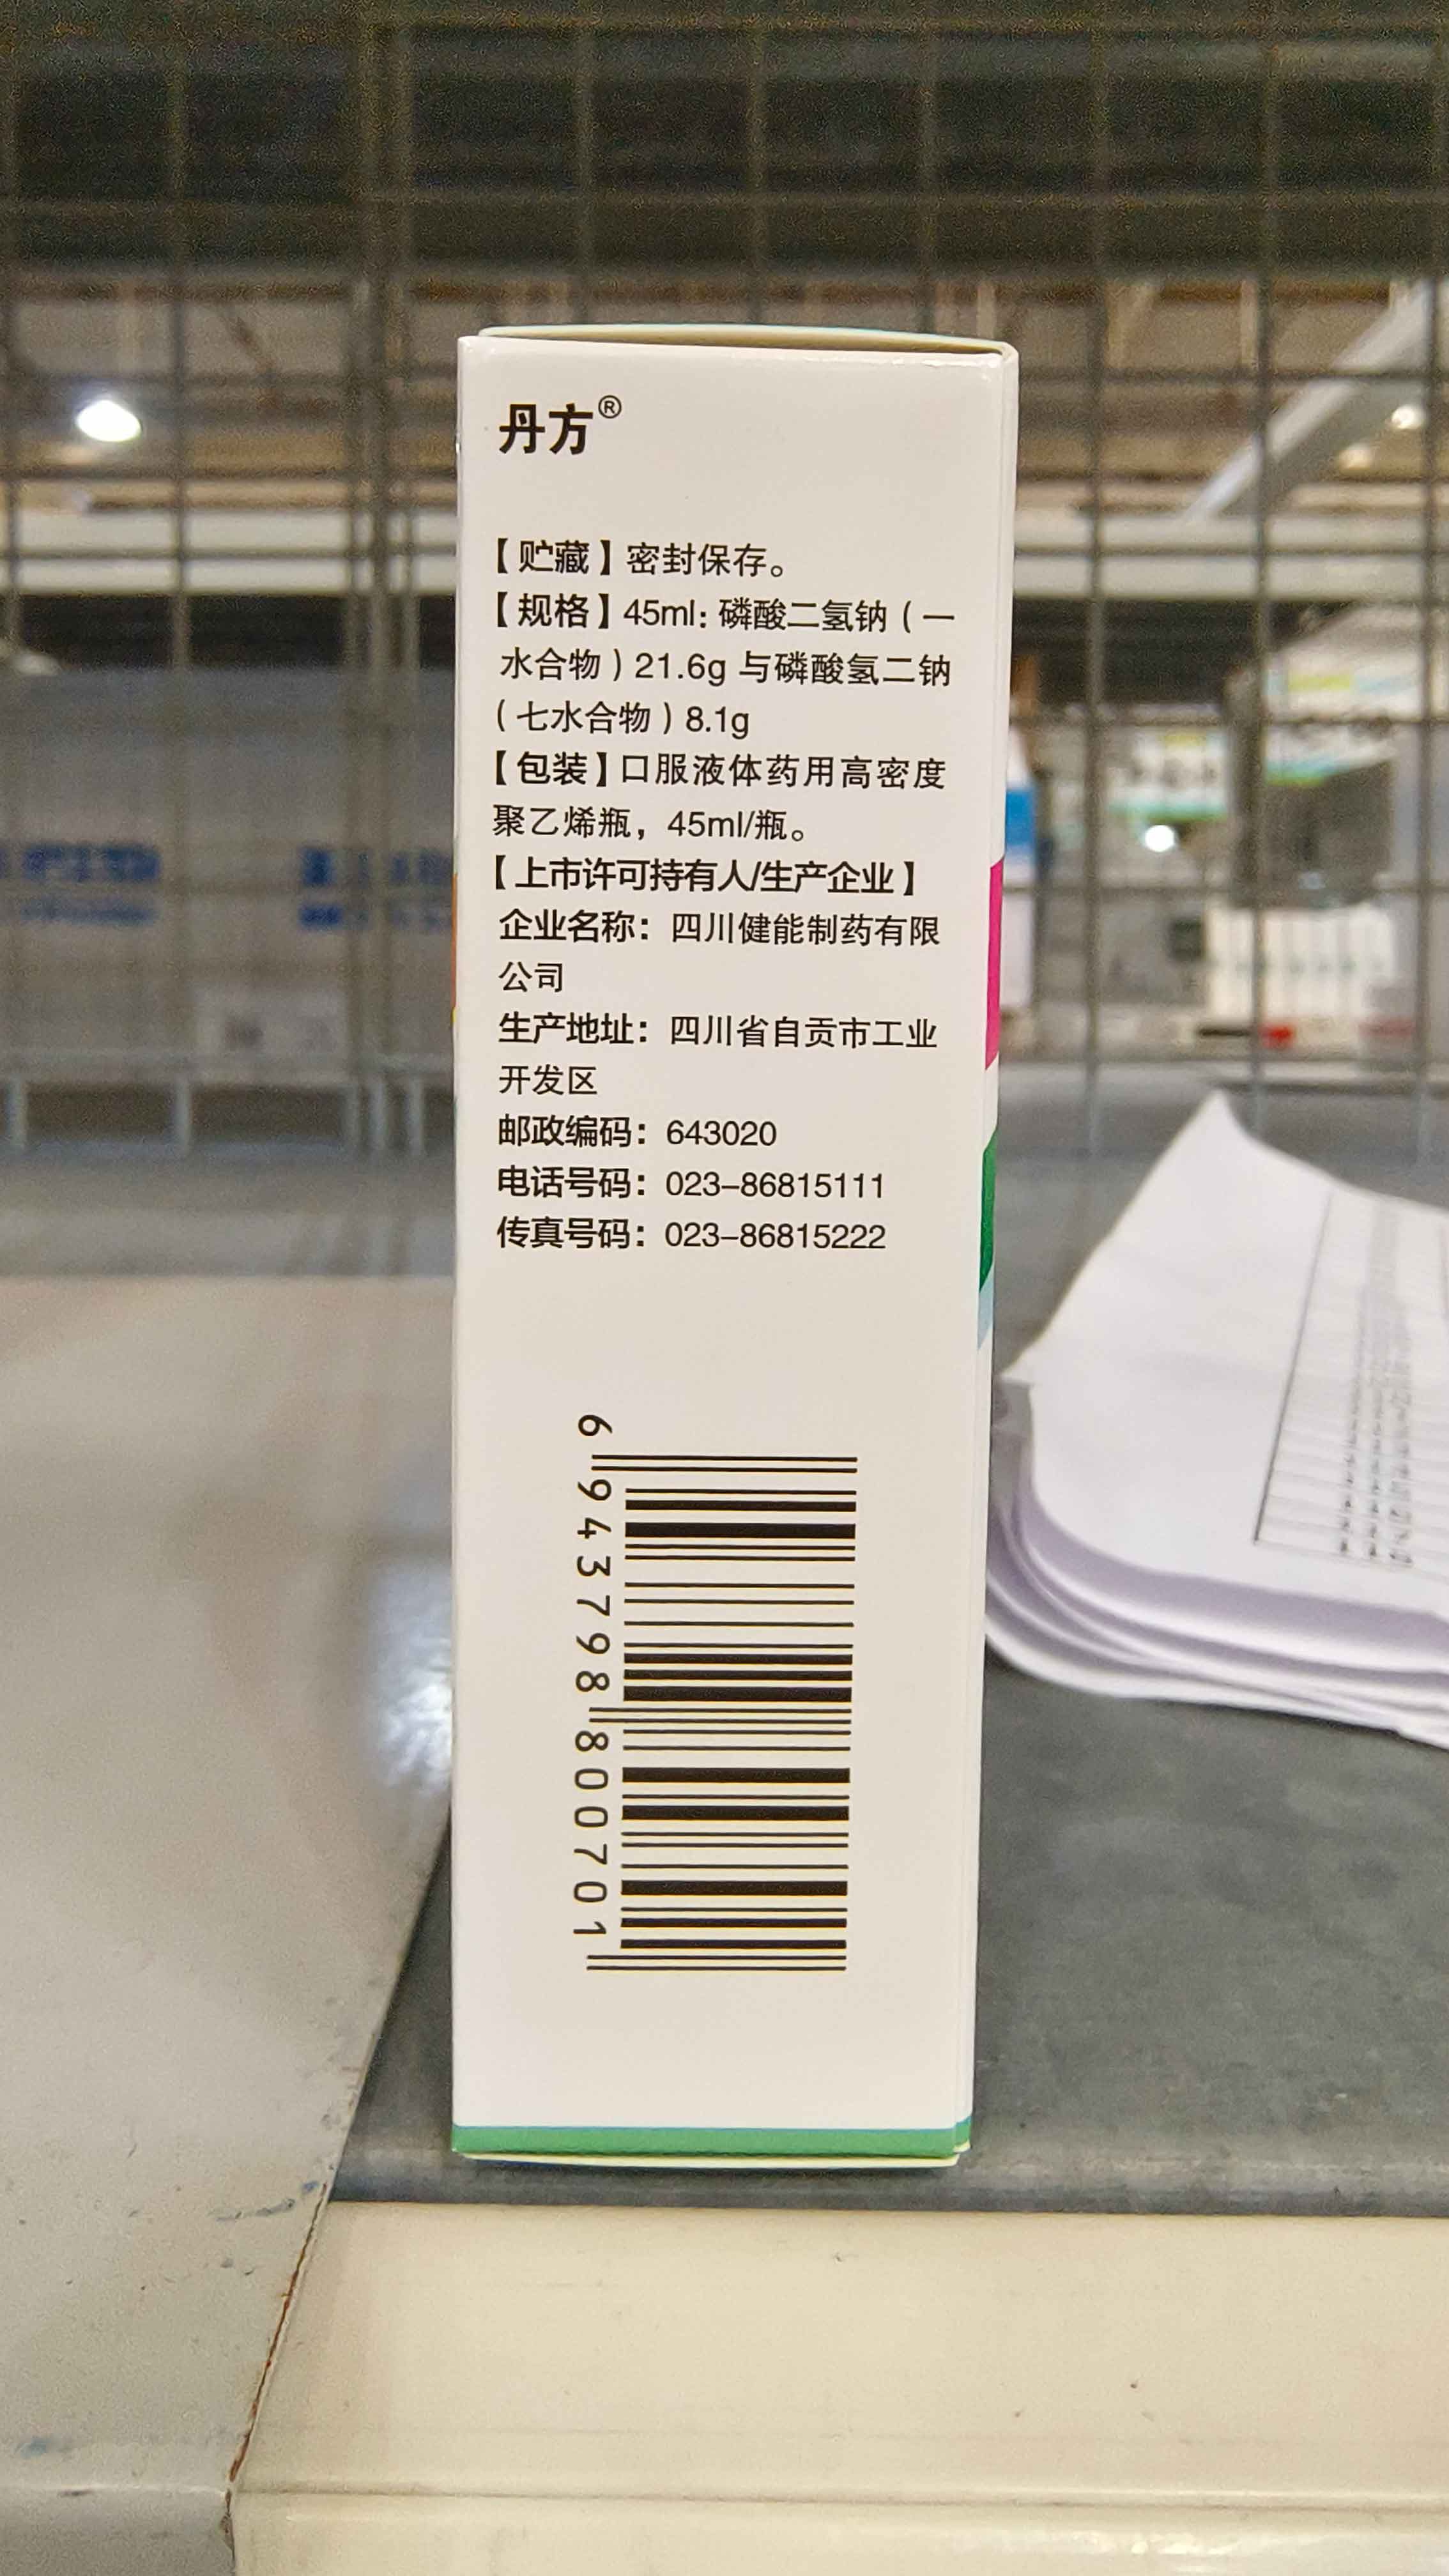 丹方®
【贮藏】密封保存。
【规格】45ml：磷酸二氢钠（一
水合物）21.6g 与磷酸氢二钠
（七水合物）8.1g
【包装】口服液体药用高密度
聚乙烯瓶，45ml/瓶。
【上市许可持有人/生产企业】
企业名称：四川健能制药有限
公司
生产地址：四川省自贡市工业
开发区
邮政编码：643020
电话号码：023–86815111
传真号码：023–86815222
6 943798 800701